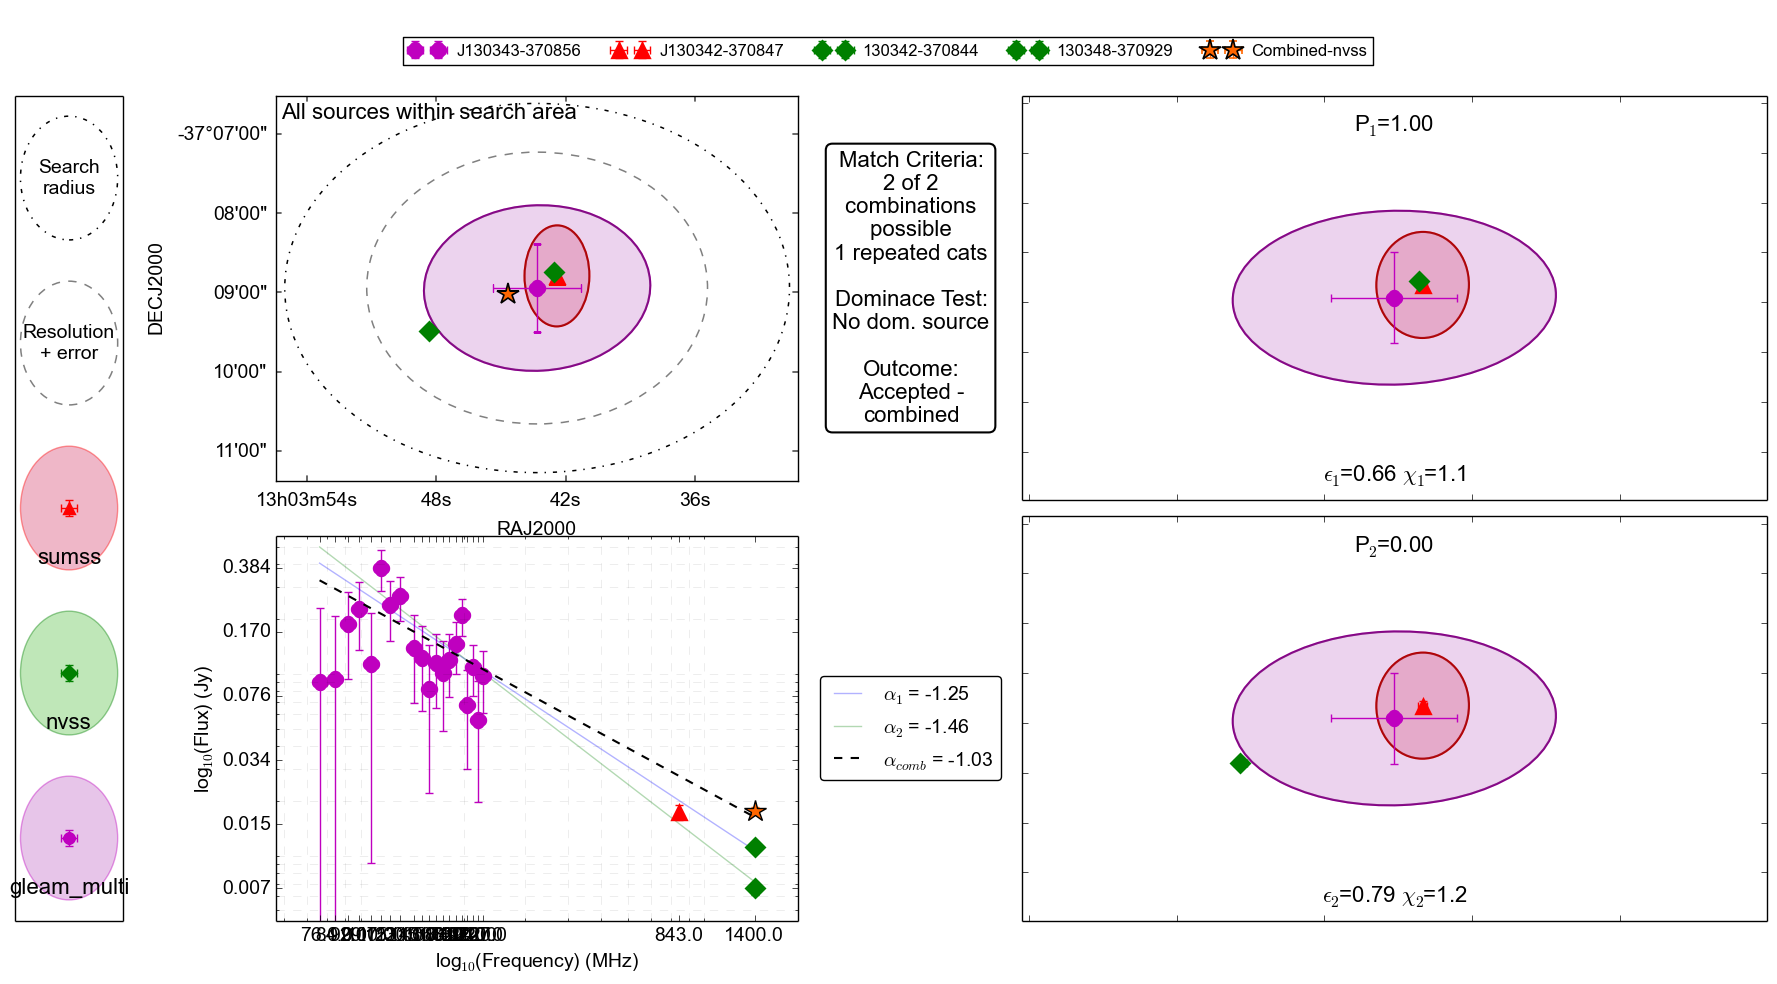 J130343-370856
J130342-370847
130342-370844
130348-370929
Combined-nvss
Search
radius
Resolution
+ error
sumss
nvss
gleam_multi
All sources within search area
DECJ2000
-37°07'00"
08'00"
09'00"
10'00"
11'00"
13h03m54s
48s
42s
36s
RAJ2000
Match Criteria:
2 of 2
combinations
possible
1 repeated cats
Dominace Test:
No dom. source
Outcome:
Accepted -
combined
P1=1.00
ϵ1=0.66 χ1=1.1
P2=0.00
ϵ2=0.79 χ2=1.2
log10(Flux) (Jy)
0.384
0.170
0.076
0.034
0.015
0.007
843.0
1400.0
log10(Frequency) (MHz)
α1 = -1.25
α2 = -1.46
αcomb = -1.03